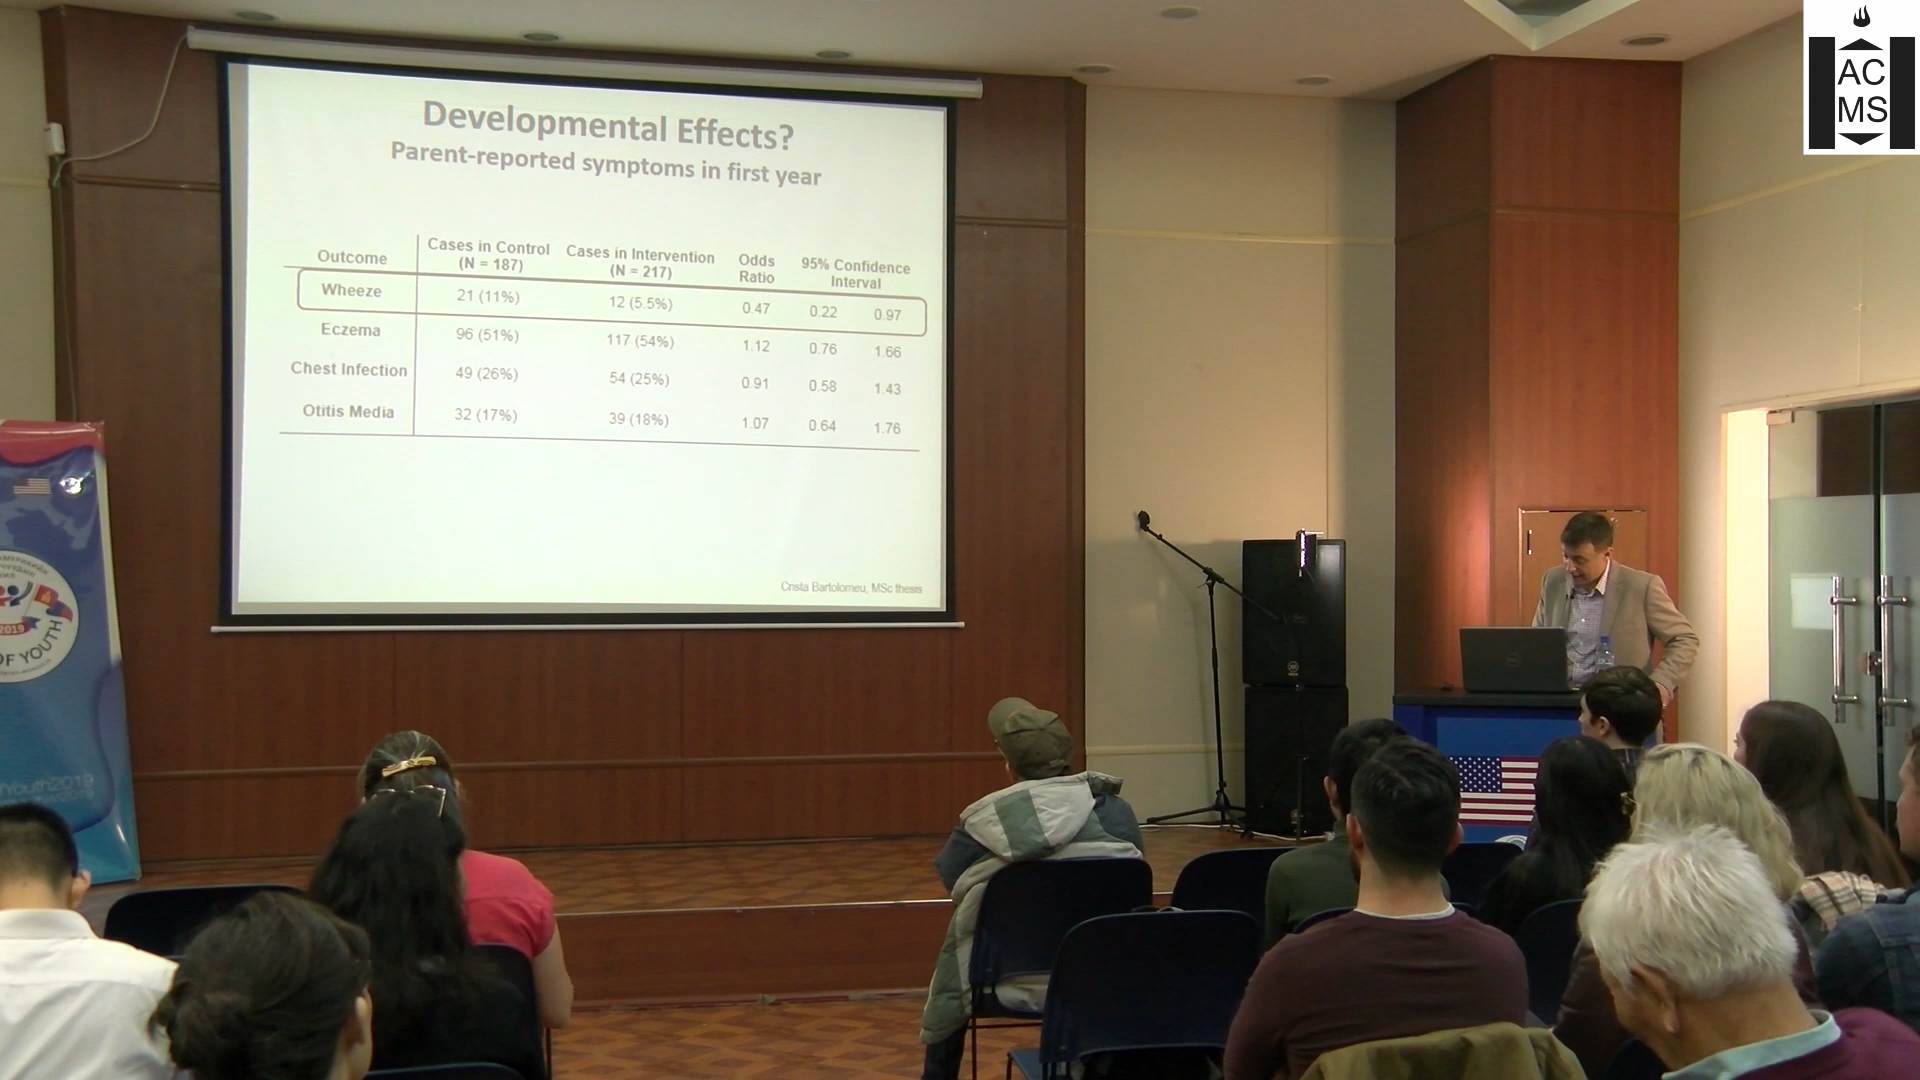 Developmental Effects?
Parent-reported symptoms in first year
Outcome Cases in Control (N = 187) Cases in Intervention (N = 217) Odds Ratio 95% Confidence Interval
Wheeze 21 (11%) 12 (5.5%) 0.47 0.22 0.97
Eczema 96 (51%) 117 (54%) 1.12 0.76 1.66
Chest Infection 49 (26%) 54 (25%) 0.91 0.58 1.43
Otitis Media 32 (17%) 39 (18%) 1.07 0.64 1.76
Crista Bartolomeu, MSc thesis
AC
MS
2019
OF YOUTH